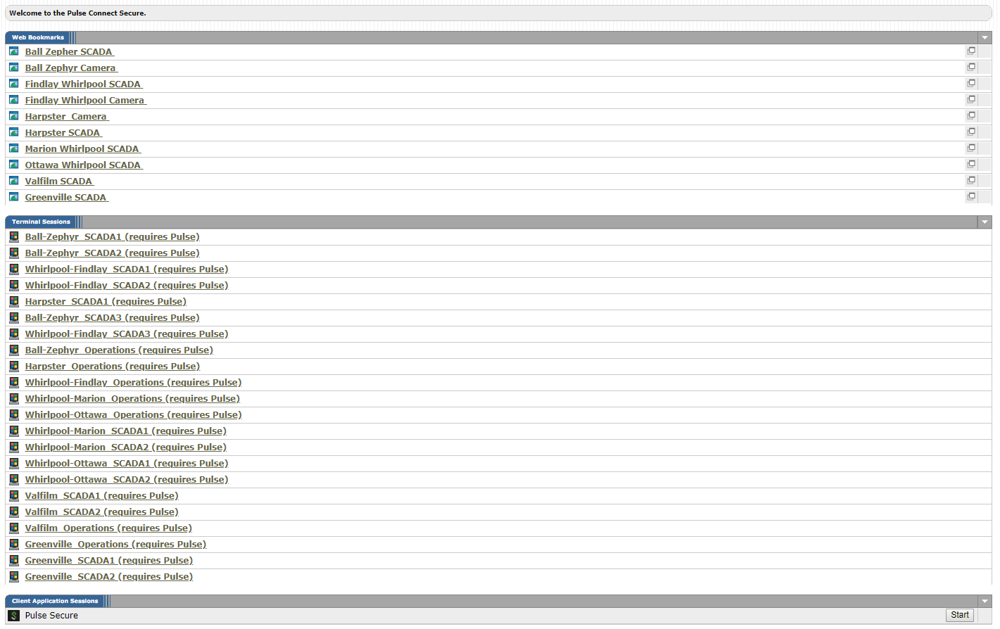 Welcome to the Pulse Connect Secure.
Web Bookmarks
Ball Zepher SCADA
Ball Zephyr Camera
Findlay Whirlpool SCADA
Findlay Whirlpool Camera
Harpster Camera
Harpster SCADA
Marion Whirlpool SCADA
Ottawa Whirlpool SCADA
Valfilm SCADA
Greenville SCADA
Terminal Sessions
Ball-Zephyr_SCADA1 (requires Pulse)
Ball-Zephyr_SCADA2 (requires Pulse)
Whirlpool-Findlay_SCADA1 (requires Pulse)
Whirlpool-Findlay_SCADA2 (requires Pulse)
Harpster_SCADA1 (requires Pulse)
Ball-Zephyr_SCADA3 (requires Pulse)
Whirlpool-Findlay_SCADA3 (requires Pulse)
Ball-Zephyr_Operations (requires Pulse)
Harpster_Operations (requires Pulse)
Whirlpool-Findlay_Operations (requires Pulse)
Whirlpool-Marion_Operations (requires Pulse)
Whirlpool-Ottawa_Operations (requires Pulse)
Whirlpool-Marion_SCADA1 (requires Pulse)
Whirlpool-Marion_SCADA2 (requires Pulse)
Whirlpool-Ottawa_SCADA1 (requires Pulse)
Whirlpool-Ottawa_SCADA2 (requires Pulse)
Valfilm_SCADA1 (requires Pulse)
Valfilm_SCADA2 (requires Pulse)
Valfilm_Operations (requires Pulse)
Greenville_Operations (requires Pulse)
Greenville_SCADA1 (requires Pulse)
Greenville_SCADA2 (requires Pulse)
Client Application Sessions
Pulse Secure Start